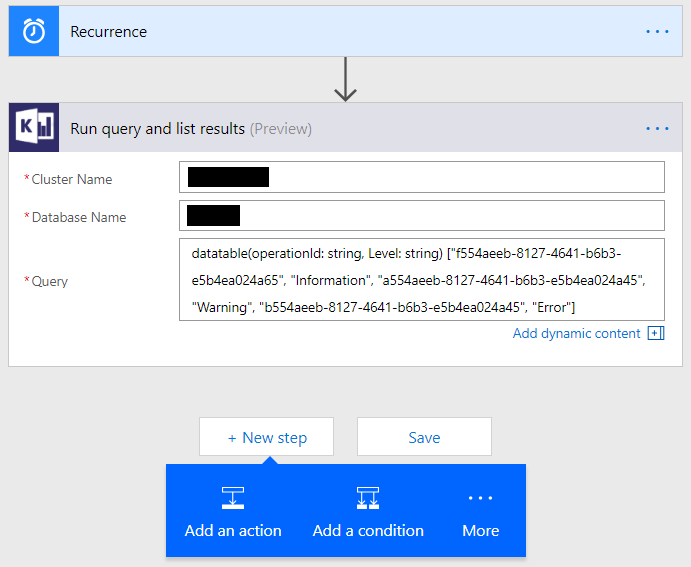 Recurrence
Run query and list results (Preview)
* Cluster Name
* Database Name
* Query
datatable(operationId: string, Level: string) ["f554aeeb-8127-4641-b6b3-
e5b4ea024a65", "Information", "a554aeeb-8127-4641-b6b3-e5b4ea024a45",
"Warning", "b554aeeb-8127-4641-b6b3-e5b4ea024a45", "Error"]
Add dynamic content
+ New step
Save
Add an action
Add a condition
More